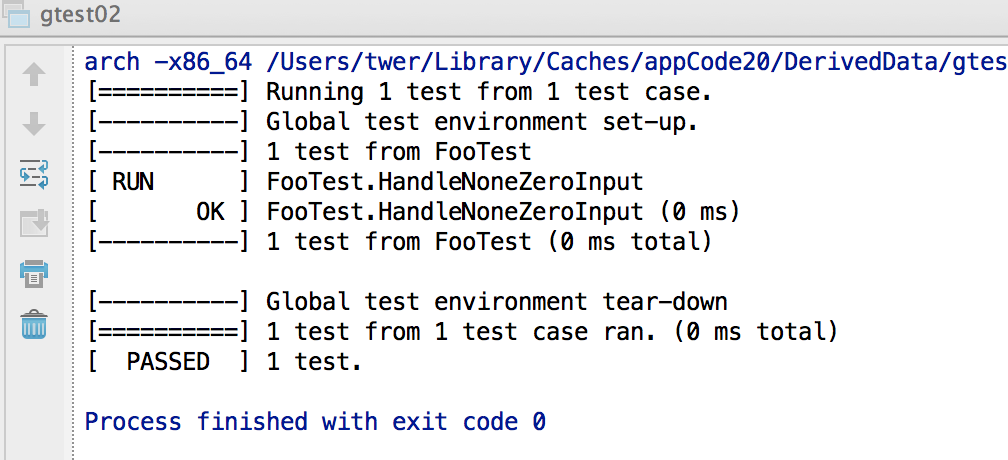 gtest02
arch -x86_64 /Users/twer/Library/Caches/appCode20/DerivedData/gtes
[==========] Running 1 test from 1 test case.
[----------] Global test environment set-up.
[----------] 1 test from FooTest
[ RUN      ] FooTest.HandleNoneZeroInput
[       OK ] FooTest.HandleNoneZeroInput (0 ms)
[----------] 1 test from FooTest (0 ms total)
[----------] Global test environment tear-down
[==========] 1 test from 1 test case ran. (0 ms total)
[  PASSED  ] 1 test.
Process finished with exit code 0